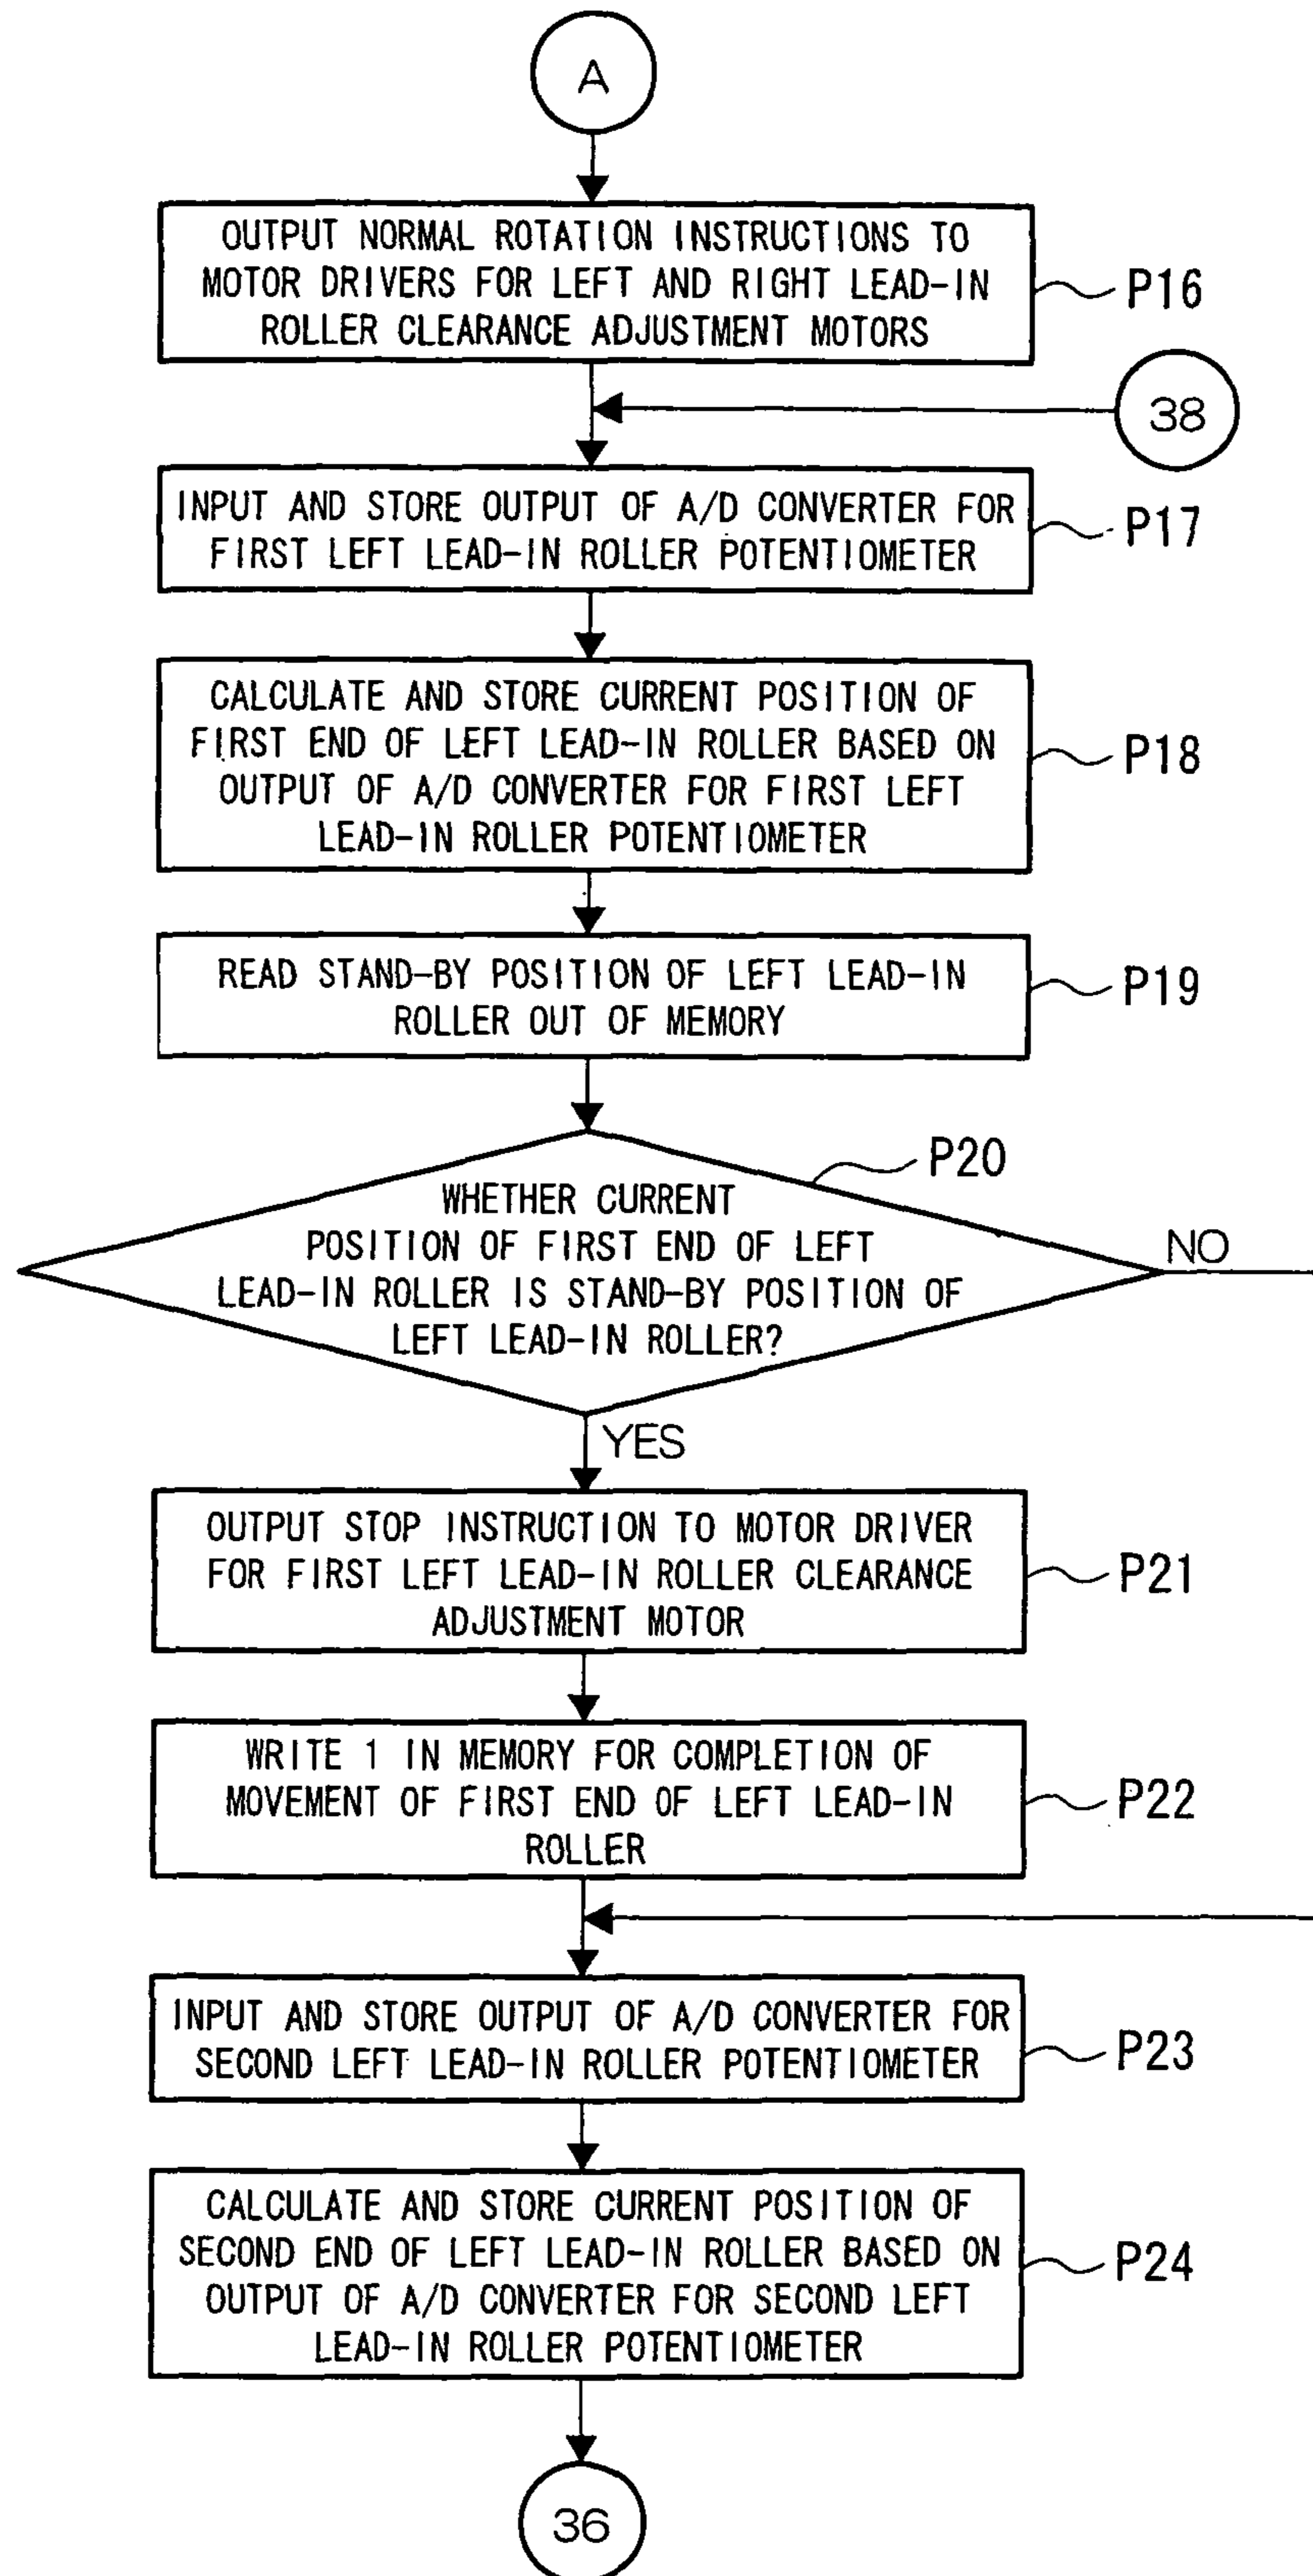 A
OUTPUT NORMAL ROTATION INSTRUCTIONS TO
MOTOR DRIVERS FOR LEFT AND RIGHT LEAD-IN
ROLLER CLEARANCE ADJUSTMENT MOTORS
P16
38
INPUT AND STORE OUTPUT OF A/D CONVERTER FOR
FIRST LEFT LEAD-IN ROLLER POTENTIOMETER
P17
CALCULATE AND STORE CURRENT POSITION OF
FIRST END OF LEFT LEAD-IN ROLLER BASED ON
OUTPUT OF A/D CONVERTER FOR FIRST LEFT
LEAD-IN ROLLER POTENTIOMETER
P18
READ STAND-BY POSITION OF LEFT LEAD-IN
ROLLER OUT OF MEMORY
P19
P20
WHETHER CURRENT
POSITION OF FIRST END OF LEFT
LEAD-IN ROLLER IS STAND-BY POSITION OF
LEFT LEAD-IN ROLLER?
NO
YES
OUTPUT STOP INSTRUCTION TO MOTOR DRIVER
FOR FIRST LEFT LEAD-IN ROLLER CLEARANCE
ADJUSTMENT MOTOR
P21
WRITE 1 IN MEMORY FOR COMPLETION OF
MOVEMENT OF FIRST END OF LEFT LEAD-IN
ROLLER
P22
INPUT AND STORE OUTPUT OF A/D CONVERTER FOR
SECOND LEFT LEAD-IN ROLLER POTENTIOMETER
P23
CALCULATE AND STORE CURRENT POSITION OF
SECOND END OF LEFT LEAD-IN ROLLER BASED ON
OUTPUT OF A/D CONVERTER FOR SECOND LEFT
LEAD-IN ROLLER POTENTIOMETER
P24
36